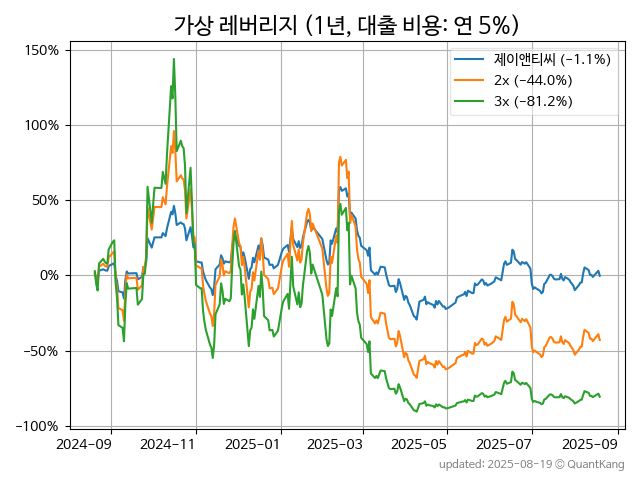 가상 레버리지 (1년, 대출 비용: 연 5%)
제이앤티씨 (−1.1%)
2x (−44.0%)
3x (−81.2%)
150%
100%
50%
0%
−50%
−100%
2024-09
2024-11
2025-01
2025-03
2025-05
2025-07
2025-09
updated: 2025-08-19 © QuantKang